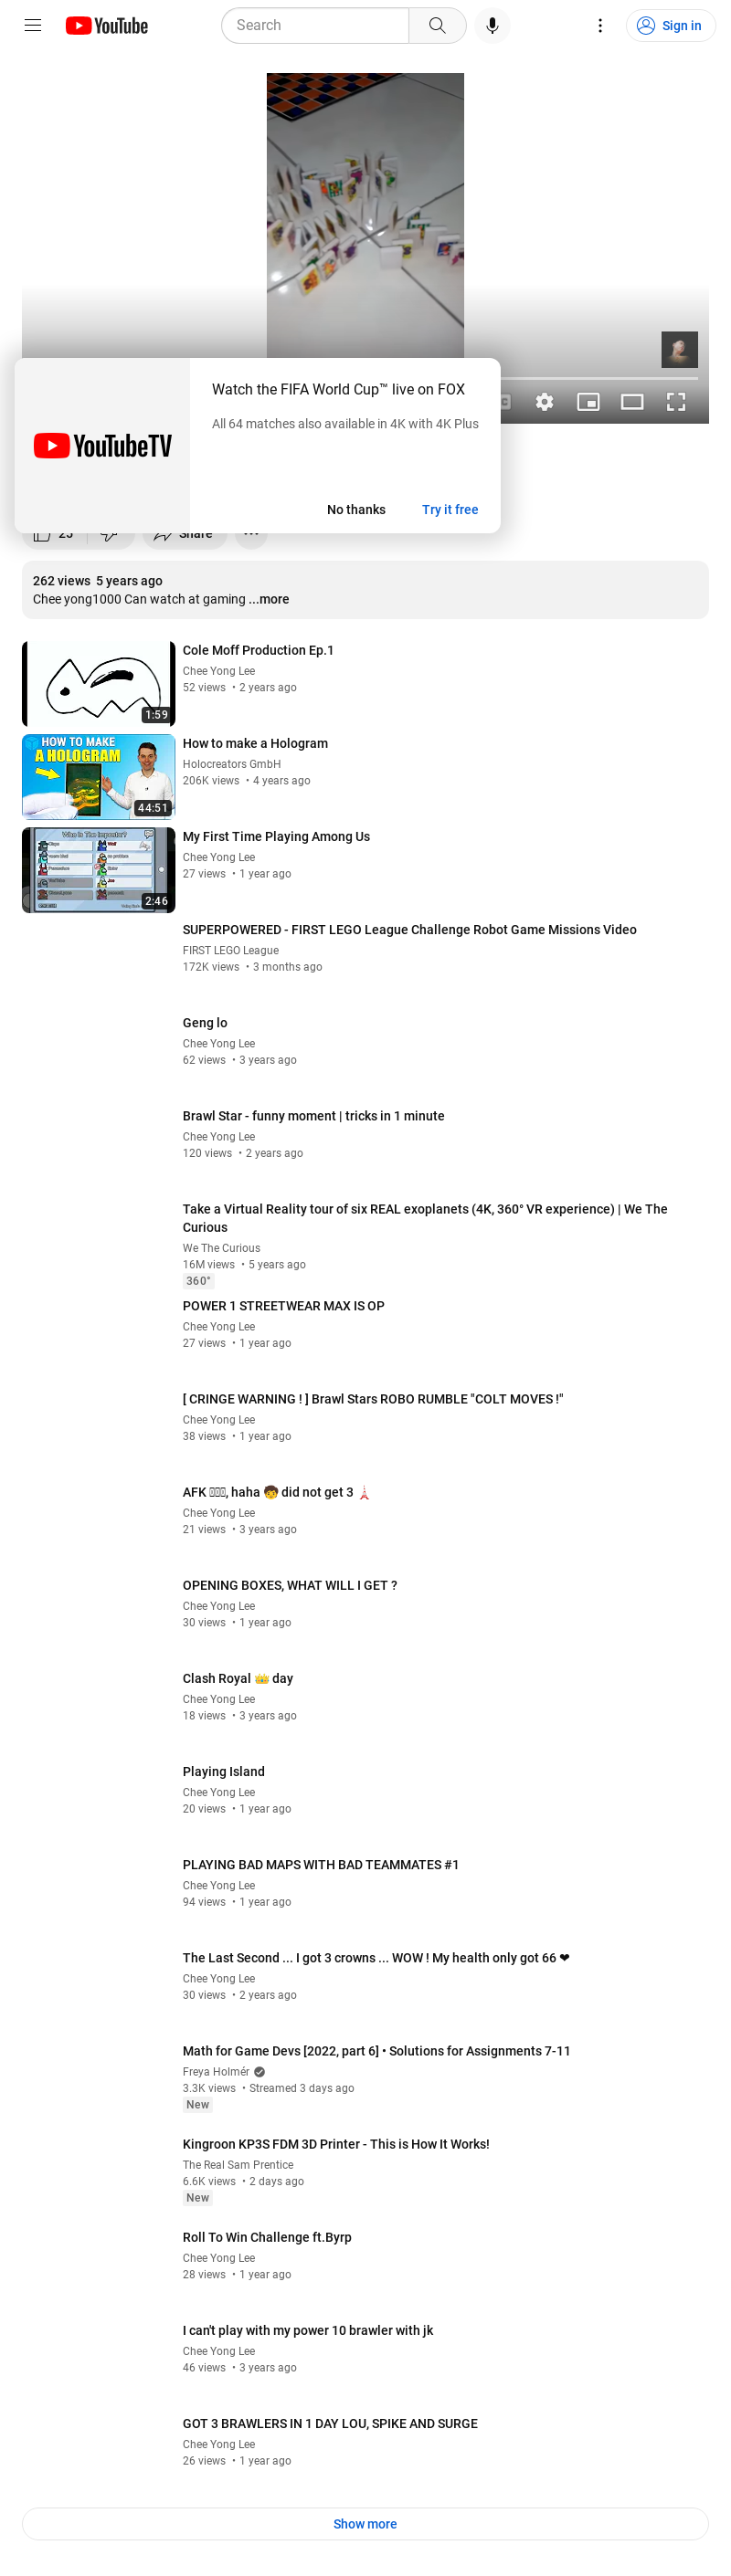 YouTube
Search
Sign in
Watch the FIFA World Cup™ live on FOX
All 64 matches also available in 4K with 4K Plus
YouTubeTV
No thanks
Try it free
25
Share
262 views 5 years ago
Chee yong1000 Can watch at gaming ...more
Cole Moff Production Ep.1
Chee Yong Lee
52 views • 2 years ago
1:59
HOW TO MAKE
A HOLOGRAM
44:51
How to make a Hologram
Holocreators GmbH
206K views • 4 years ago
Who Is The Impostor?
2:46
My First Time Playing Among Us
Chee Yong Lee
27 views • 1 year ago
SUPERPOWERED - FIRST LEGO League Challenge Robot Game Missions Video
FIRST LEGO League
172K views • 3 months ago
Geng lo
Chee Yong Lee
62 views • 3 years ago
Brawl Star - funny moment | tricks in 1 minute
Chee Yong Lee
120 views • 2 years ago
Take a Virtual Reality tour of six REAL exoplanets (4K, 360° VR experience) | We The
Curious
We The Curious
16M views • 5 years ago
360°
POWER 1 STREETWEAR MAX IS OP
Chee Yong Lee
27 views • 1 year ago
[ CRINGE WARNING ! ] Brawl Stars ROBO RUMBLE "COLT MOVES !"
Chee Yong Lee
38 views • 1 year ago
AFK , haha 🧒 did not get 3 🗼
Chee Yong Lee
21 views • 3 years ago
OPENING BOXES, WHAT WILL I GET ?
Chee Yong Lee
30 views • 1 year ago
Clash Royal 👑 day
Chee Yong Lee
18 views • 3 years ago
Playing Island
Chee Yong Lee
20 views • 1 year ago
PLAYING BAD MAPS WITH BAD TEAMMATES #1
Chee Yong Lee
94 views • 1 year ago
The Last Second ... I got 3 crowns ... WOW ! My health only got 66 ❤
Chee Yong Lee
30 views • 2 years ago
Math for Game Devs [2022, part 6] • Solutions for Assignments 7-11
Freya Holmér
3.3K views • Streamed 3 days ago
New
Kingroon KP3S FDM 3D Printer - This is How It Works!
The Real Sam Prentice
6.6K views • 2 days ago
New
Roll To Win Challenge ft.Byrp
Chee Yong Lee
28 views • 1 year ago
I can't play with my power 10 brawler with jk
Chee Yong Lee
46 views • 3 years ago
GOT 3 BRAWLERS IN 1 DAY LOU, SPIKE AND SURGE
Chee Yong Lee
26 views • 1 year ago
Show more